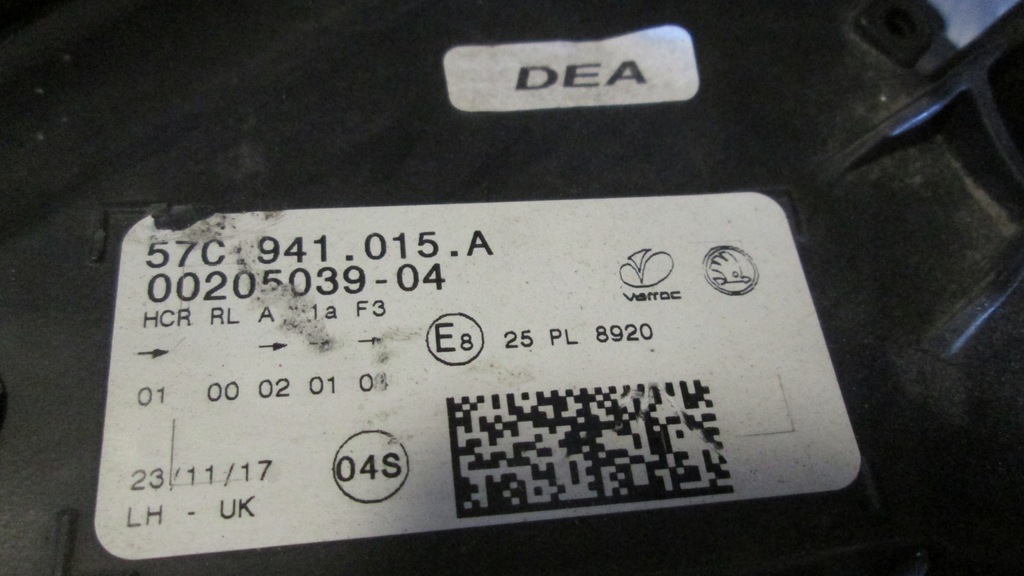 DEA
57C 941.015.A
00205039-04
varroc
HCR RL A 1a F3
E8 25 PL 8920
01 00 02 01
23/11/17
04S
LH - UK